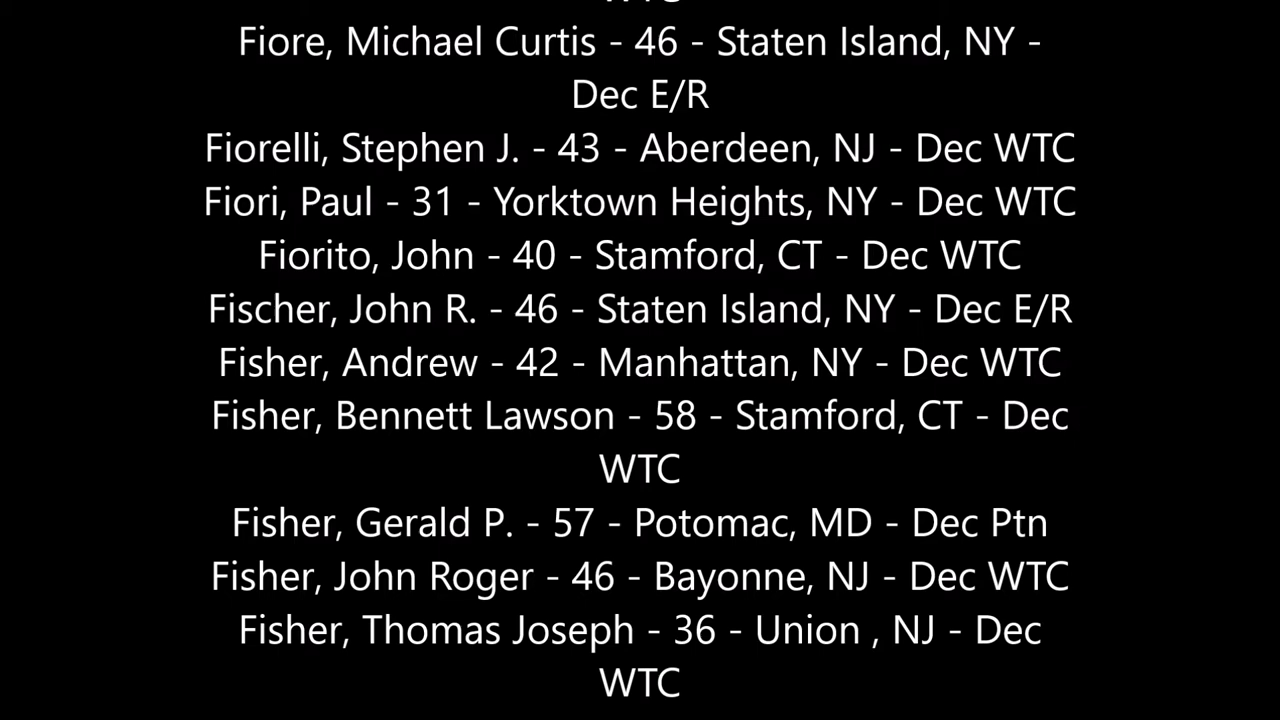 WTC
Fiore, Michael Curtis - 46 - Staten Island, NY -
Dec E/R
Fiorelli, Stephen J. - 43 - Aberdeen, NJ - Dec WTC
Fiori, Paul - 31 - Yorktown Heights, NY - Dec WTC
Fiorito, John - 40 - Stamford, CT - Dec WTC
Fischer, John R. - 46 - Staten Island, NY - Dec E/R
Fisher, Andrew - 42 - Manhattan, NY - Dec WTC
Fisher, Bennett Lawson - 58 - Stamford, CT - Dec
WTC
Fisher, Gerald P. - 57 - Potomac, MD - Dec Ptn
Fisher, John Roger - 46 - Bayonne, NJ - Dec WTC
Fisher, Thomas Joseph - 36 - Union , NJ - Dec
WTC